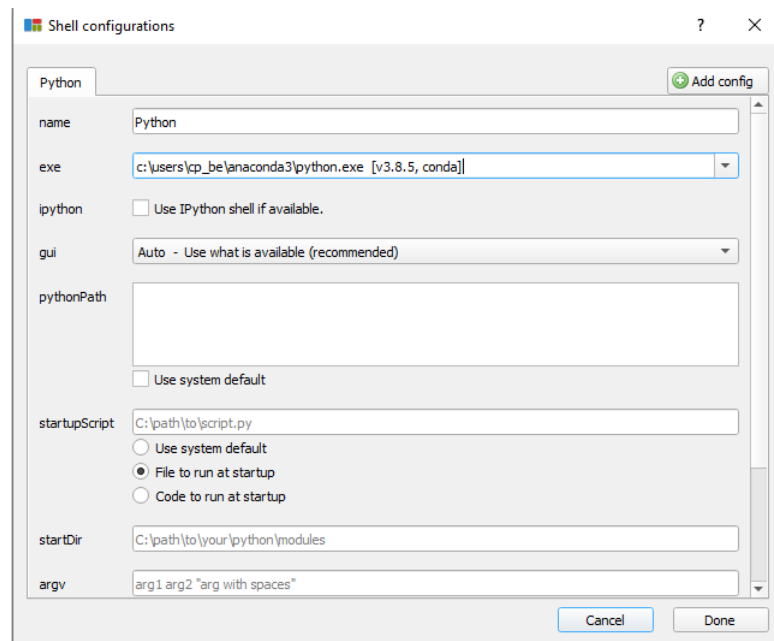 Shell configurations
?
Python
Add config
name
Python
exe
c:\users\cp_be\anaconda3\python.exe [v3.8.5, conda]
ipython
Use IPython shell if available.
gui
Auto - Use what is available (recommended)
pythonPath
Use system default
startupScript
C:\path\to\script.py
Use system default
File to run at startup
Code to run at startup
startDir
C:\path\to\your\python\modules
argv
arg1 arg2 "arg with spaces"
Cancel
Done